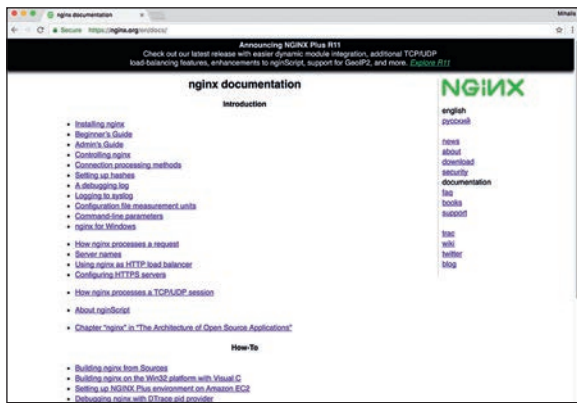 nginx documentation
Mihalis
Secure https://nginx.org/en/docs/
Announcing NGINX Plus R11
Check out our latest release with easier dynamic module integration, additional TCP/UDP
load-balancing features, enhancements to nginScript, support for GeoIP2, and more. Explore R11
nginx documentation
Introduction
Installing nginx
Beginner's Guide
Admin's Guide
Controlling nginx
Connection processing methods
Setting up hashes
A debugging log
Logging to syslog
Configuration file measurement units
Command-line parameters
nginx for Windows
How nginx processes a request
Server names
Using nginx as HTTP load balancer
Configuring HTTPS servers
How nginx processes a TCP/UDP session
About nginScript
Chapter "nginx" in "The Architecture of Open Source Applications"
How-To
Building nginx from Sources
Building nginx on the Win32 platform with Visual C
Setting up NGINX Plus environment on Amazon EC2
Debugging nginx with DTrace pid provider
NGINX
english
русский
news
about
download
security
documentation
faq
books
support
trac
wiki
twitter
blog